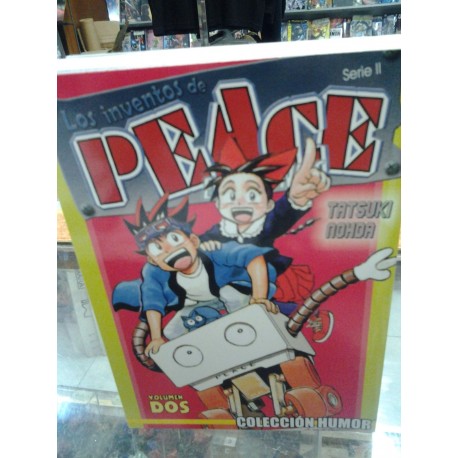 Serie II
Los inventos de
PEACE
TATSUKI
NOHDA
PEACE
VOLUMEN
DOS
COLECCIÓN HUMOR